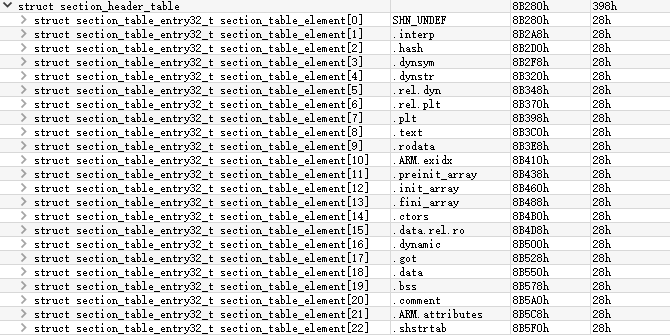 struct section_header_table 8B280h 398h
struct section_table_entry32_t section_table_element[0] SHN_UNDEF 8B280h 28h
struct section_table_entry32_t section_table_element[1] .interp 8B2A8h 28h
struct section_table_entry32_t section_table_element[2] .hash 8B2D0h 28h
struct section_table_entry32_t section_table_element[3] .dynsym 8B2F8h 28h
struct section_table_entry32_t section_table_element[4] .dynstr 8B320h 28h
struct section_table_entry32_t section_table_element[5] .rel.dyn 8B348h 28h
struct section_table_entry32_t section_table_element[6] .rel.plt 8B370h 28h
struct section_table_entry32_t section_table_element[7] .plt 8B398h 28h
struct section_table_entry32_t section_table_element[8] .text 8B3C0h 28h
struct section_table_entry32_t section_table_element[9] .rodata 8B3E8h 28h
struct section_table_entry32_t section_table_element[10] .ARM.exidx 8B410h 28h
struct section_table_entry32_t section_table_element[11] .preinit_array 8B438h 28h
struct section_table_entry32_t section_table_element[12] .init_array 8B460h 28h
struct section_table_entry32_t section_table_element[13] .fini_array 8B488h 28h
struct section_table_entry32_t section_table_element[14] .ctors 8B4B0h 28h
struct section_table_entry32_t section_table_element[15] .data.rel.ro 8B4D8h 28h
struct section_table_entry32_t section_table_element[16] .dynamic 8B500h 28h
struct section_table_entry32_t section_table_element[17] .got 8B528h 28h
struct section_table_entry32_t section_table_element[18] .data 8B550h 28h
struct section_table_entry32_t section_table_element[19] .bss 8B578h 28h
struct section_table_entry32_t section_table_element[20] .comment 8B5A0h 28h
struct section_table_entry32_t section_table_element[21] .ARM.attributes 8B5C8h 28h
struct section_table_entry32_t section_table_element[22] .shstrtab 8B5F0h 28h